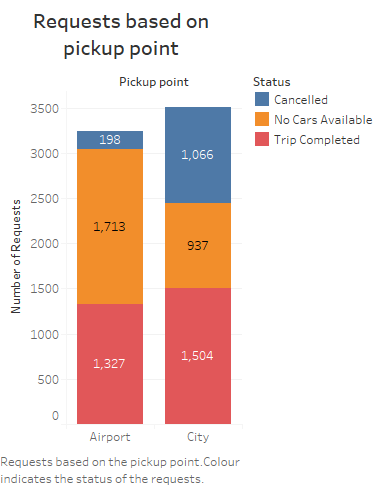 Requests based on
pickup point
Pickup point
Status
Cancelled
No Cars Available
Trip Completed
Number of Requests
3500
3000
2500
2000
1500
1000
500
0
198
1,713
1,327
1,066
937
1,504
Airport
City
Requests based on the pickup point.Colour
indicates the status of the requests.